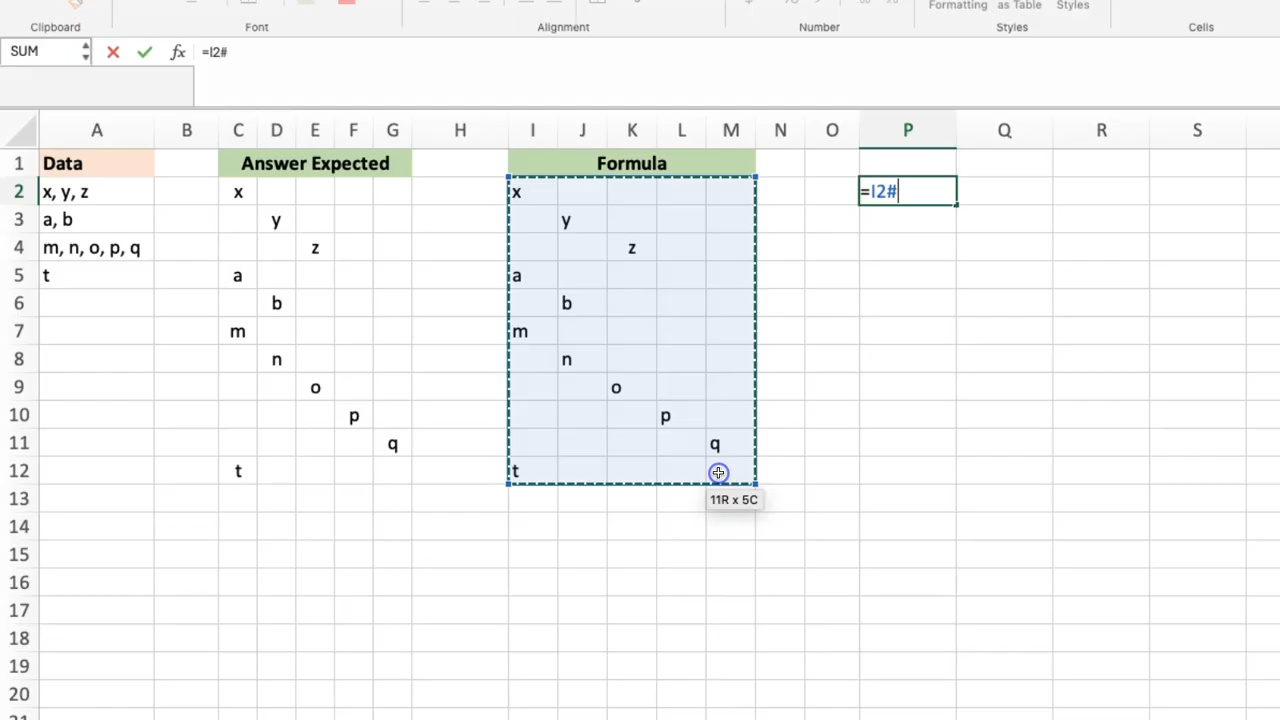 Formatting as Table Styles
Clipboard Font Alignment Number Styles Cells
SUM fx =I2#
A B C D E F G H I J K L M N O P Q R S
1 Data Answer Expected Formula
2 x, y, z x x =I2#
3 a, b y y
4 m, n, o, p, q z z
5 t a a
6 b b
7 m m
8 n n
9 o o
10 p p
11 q q
12 t t
11R x 5C
13
14
15
16
17
18
19
20